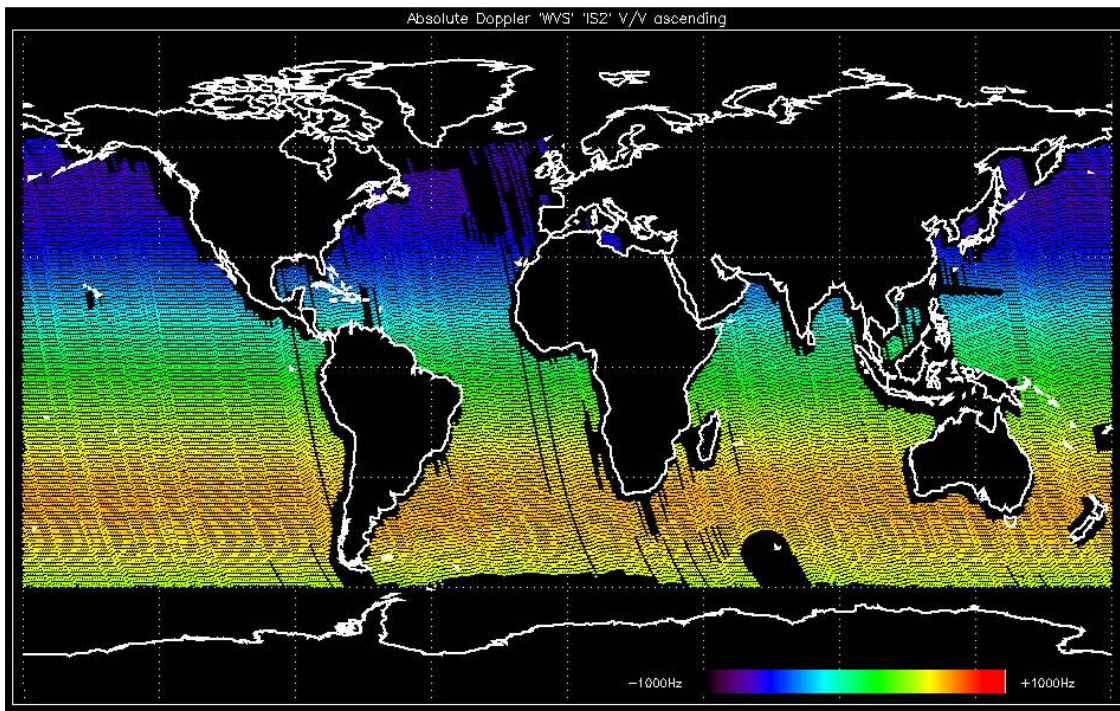 Absolute Doppler 'WVS' 'IS2' V/V ascending
-1000Hz +1000Hz